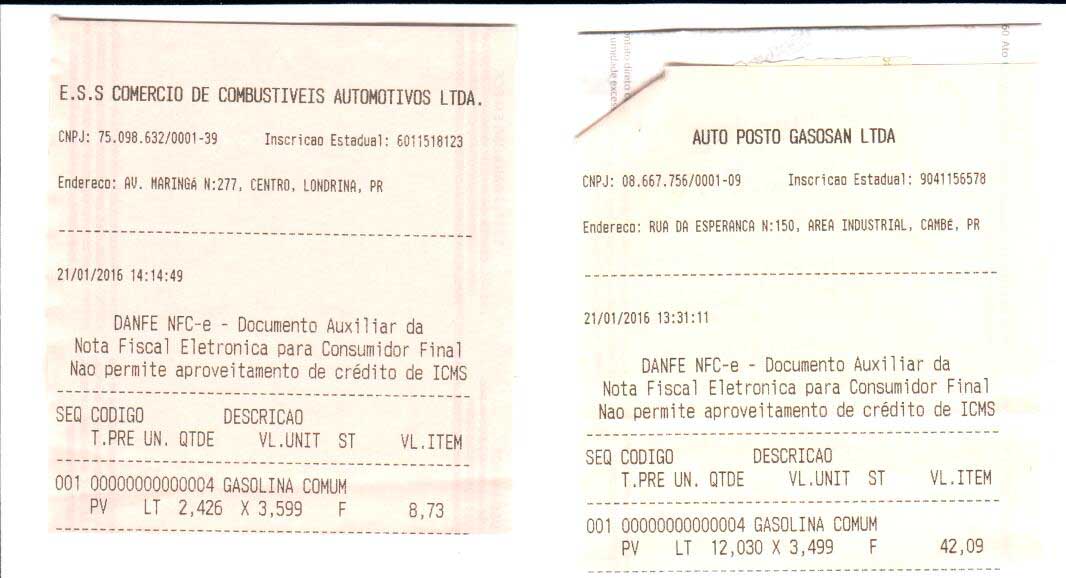 E.S.S COMERCIO DE COMBUSTIVEIS AUTOMOTIVOS LTDA.
CNPJ: 75.098.632/0001-39 Inscricao Estadual: 6011518123
Endereco: AV. MARINGA N:277, CENTRO, LONDRINA, PR
21/01/2016 14:14:49
DANFE NFC-e - Documento Auxiliar da
Nota Fiscal Eletronica para Consumidor Final
Nao permite aproveitamento de crédito de ICMS
SEQ CODIGO DESCRICAO
T.PRE UN. QTDE VL.UNIT ST VL.ITEM
001 00000000000004 GASOLINA COMUM
PV LT 2,426 X 3,599 F 8,73
60 Ato
ontato direto
umidade exces
AUTO POSTO GASOSAN LTDA
CNPJ: 08.667.756/0001-09 Inscricao Estadual: 9041156578
Endereco: RUA DA ESPERANCA N:150, AREA INDUSTRIAL, CAMBÉ, PR
21/01/2016 13:31:11
DANFE NFC-e - Documento Auxiliar da
Nota Fiscal Eletronica para Consumidor Final
Nao permite aproveitamento de crédito de ICMS
SEQ CODIGO DESCRICAO
T.PRE UN. QTDE VL.UNIT ST VL.ITEM
001 00000000000004 GASOLINA COMUM
PV LT 12,030 X 3,499 F 42,09